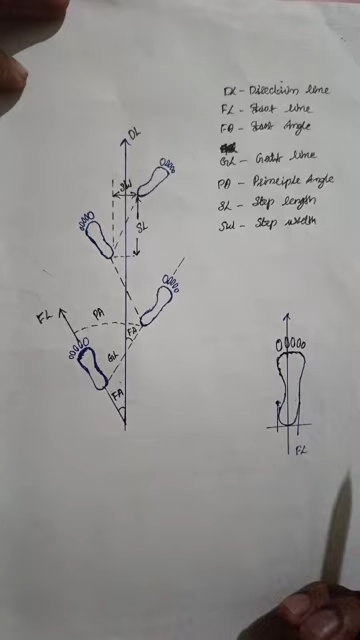 DL - Direction line
FL - Foot line
FA - Foot Angle
GL - Gait line
PA - Principle Angle
SL - Step length
SW - Step width
DL
SW
SL
FL
PA
FA
GL
FA
FL